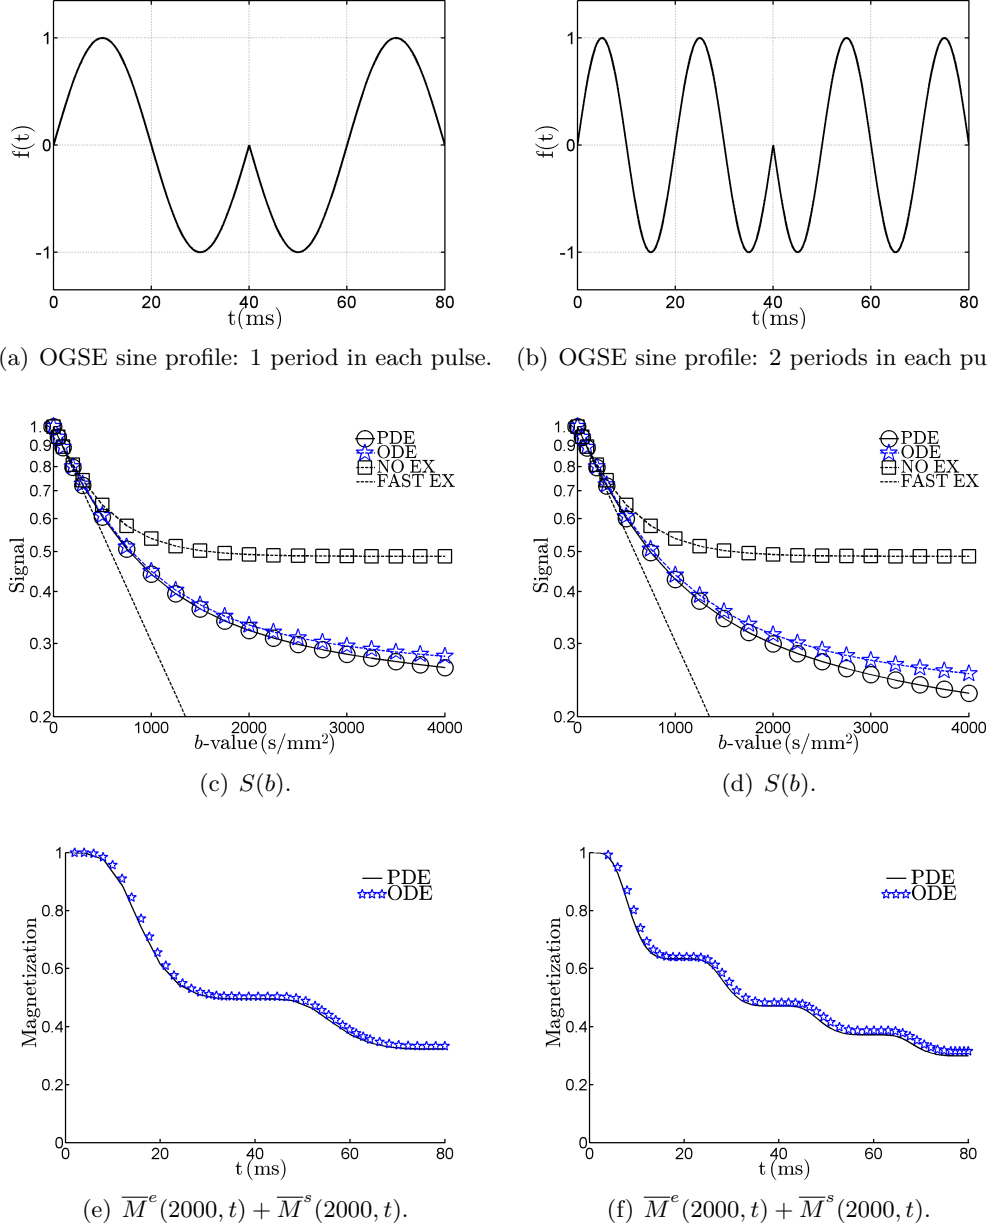 1
0
-1
f(t)
0 20 40 60 80
t(ms)
1
0
-1
f(t)
0 20 40 60 80
t(ms)
(a) OGSE sine profile: 1 period in each pulse.
(b) OGSE sine profile: 2 periods in each pu
1.0
0.9
0.8
0.7
0.6
0.5
0.4
0.3
0.2
Signal
PDE
ODE
NO EX
FAST EX
0 1000 2000 3000 4000
b-value(s/mm²)
(c) S(b).
1.0
0.9
0.8
0.7
0.6
0.5
0.4
0.3
0.2
Signal
PDE
ODE
NO EX
FAST EX
0 1000 2000 3000 4000
b-value(s/mm²)
(d) S(b).
1
0.8
0.6
0.4
0.2
0
Magnetization
PDE
ODE
0 20 40 60 80
t(ms)
(e) M̅ᵉ(2000, t) + M̅ˢ(2000, t).
1
0.8
0.6
0.4
0.2
0
Magnetization
PDE
ODE
0 20 40 60 80
t(ms)
(f) M̅ᵉ(2000, t) + M̅ˢ(2000, t).